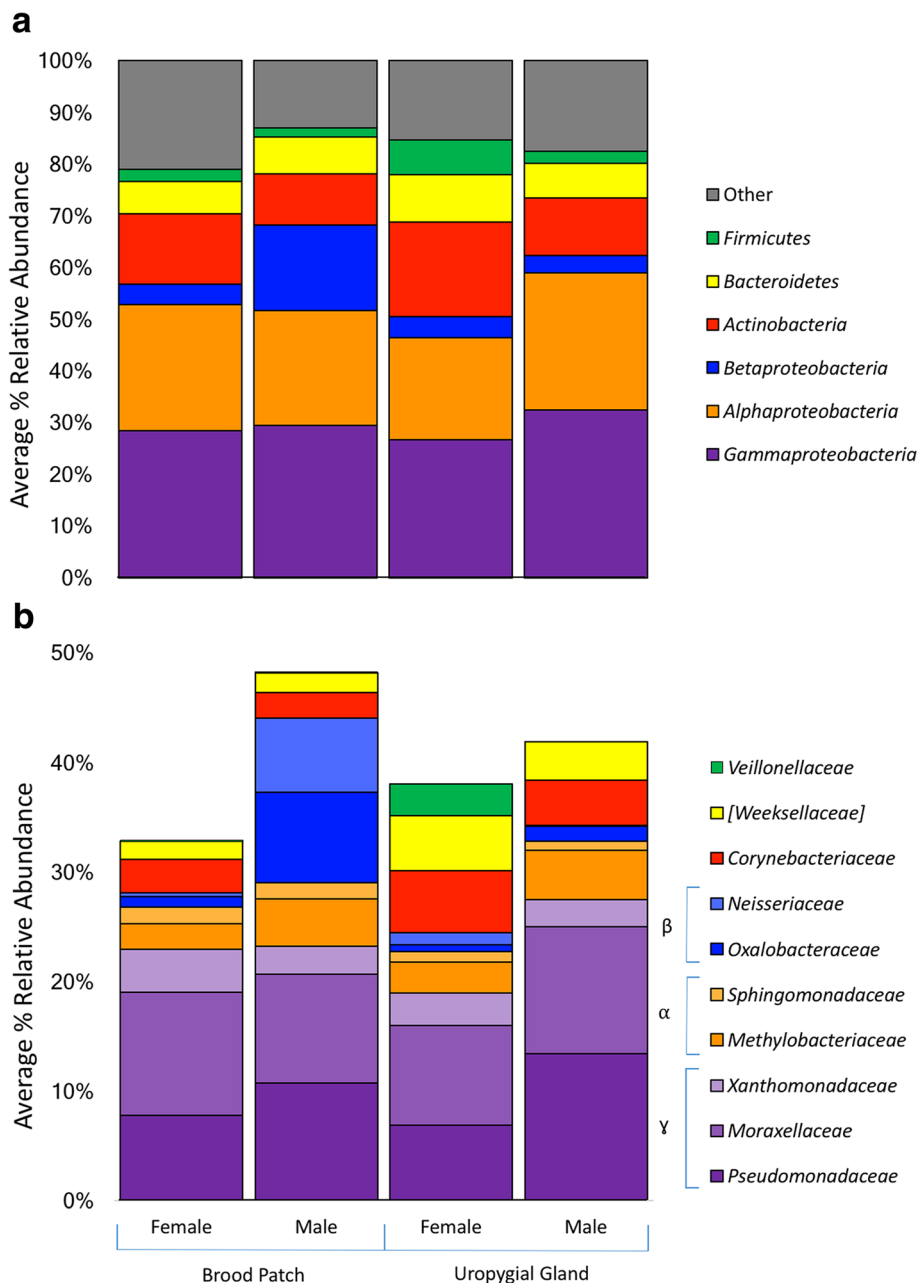 a
Average % Relative Abundance
100%
90%
80%
70%
60%
50%
40%
30%
20%
10%
0%
Other
Firmicutes
Bacteroidetes
Actinobacteria
Betaproteobacteria
Alphaproteobacteria
Gammaproteobacteria
b
Average % Relative Abundance
50%
40%
30%
20%
10%
0%
Veillonellaceae
[Weeksellaceae]
Corynebacteriaceae
β
Neisseriaceae
Oxalobacteraceae
α
Sphingomonadaceae
Methylobacteriaceae
ɣ
Xanthomonadaceae
Moraxellaceae
Pseudomonadaceae
Female
Male
Female
Male
Brood Patch
Uropygial Gland